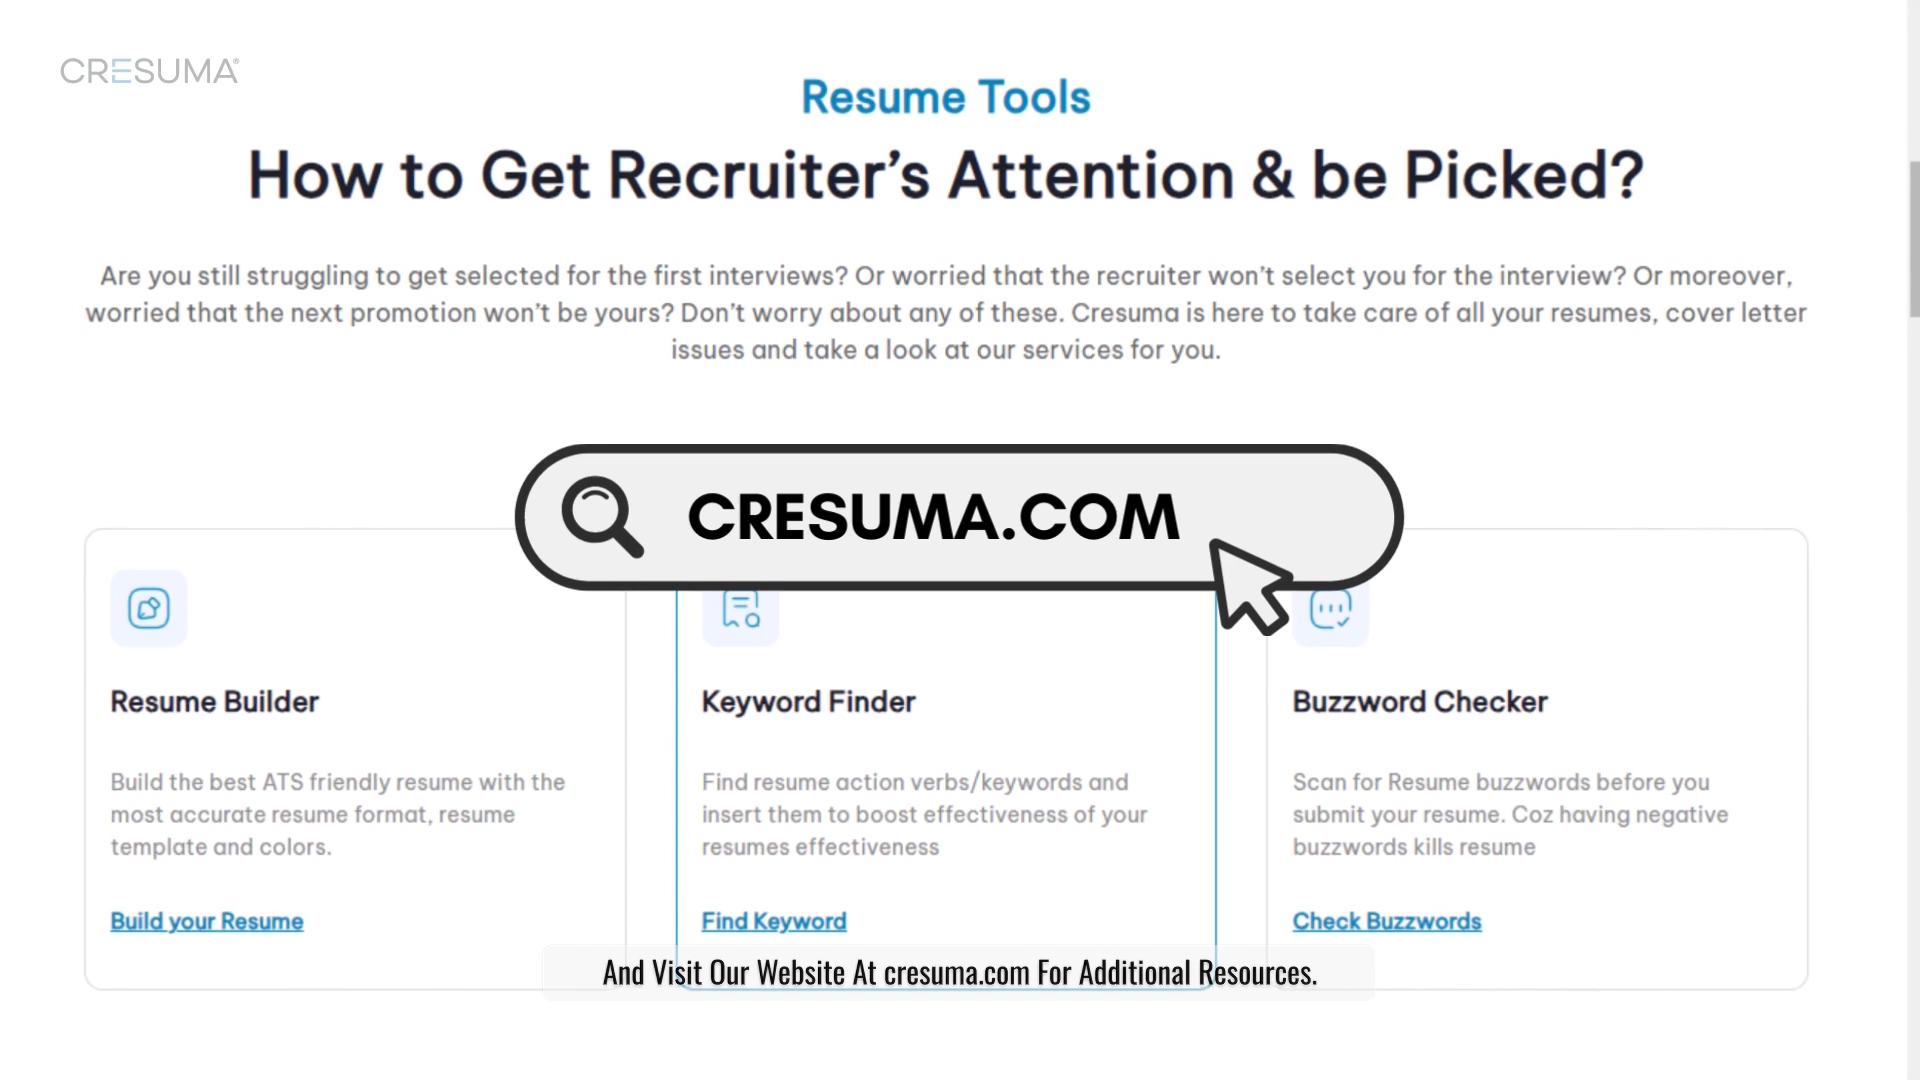 CRESUMA®
Resume Tools
How to Get Recruiter’s Attention & be Picked?
Are you still struggling to get selected for the first interviews? Or worried that the recruiter won’t select you for the interview? Or moreover,
worried that the next promotion won’t be yours? Don’t worry about any of these. Cresuma is here to take care of all your resumes, cover letter
issues and take a look at our services for you.
CRESUMA.COM
Resume Builder
Build the best ATS friendly resume with the
most accurate resume format, resume
template and colors.
Build your Resume
Keyword Finder
Find resume action verbs/keywords and
insert them to boost effectiveness of your
resumes effectiveness
Find Keyword
Buzzword Checker
Scan for Resume buzzwords before you
submit your resume. Coz having negative
buzzwords kills resume
Check Buzzwords
And Visit Our Website At cresuma.com For Additional Resources.